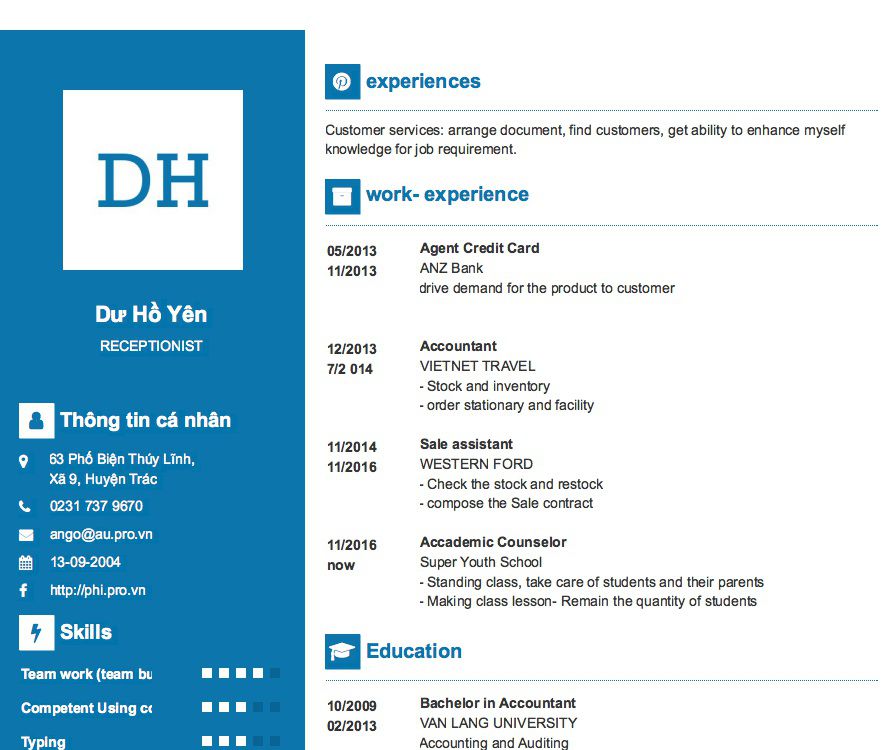 DH
Dư Hồ Yên
RECEPTIONIST
Thông tin cá nhân
63 Phố Biện Thúy Lĩnh,
Xã 9, Huyện Trác
0231 737 9670
ango@au.pro.vn
13-09-2004
http://phi.pro.vn
Skills
Team work (team bu
Competent Using co
Typing
experiences
Customer services: arrange document, find customers, get ability to enhance myself
knowledge for job requirement.
work- experience
05/2013
11/2013
Agent Credit Card
ANZ Bank
drive demand for the product to customer
12/2013
7/2 014
Accountant
VIETNET TRAVEL
- Stock and inventory
- order stationary and facility
11/2014
11/2016
Sale assistant
WESTERN FORD
- Check the stock and restock
- compose the Sale contract
11/2016
now
Accademic Counselor
Super Youth School
- Standing class, take care of students and their parents
- Making class lesson- Remain the quantity of students
Education
10/2009
02/2013
Bachelor in Accountant
VAN LANG UNIVERSITY
Accounting and Auditing